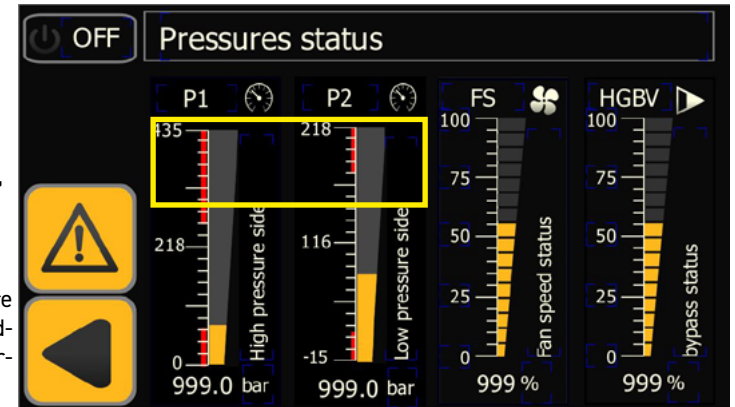 OFF
Pressures status
P1
P2
FS
HGBV
435
218
0
High pressure side
999.0 bar
218
116
-15
Low pressure side
999.0 bar
100
75
50
25
0
Fan speed status
999 %
100
75
50
25
0
bypass status
999 %